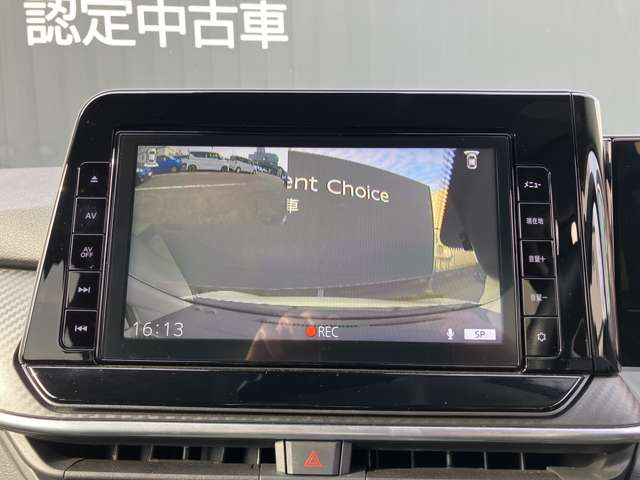 認定中古車
ent Choice
車
メニュー
AV
現在地
AV OFF
音量+
音量-
16:13
REC
SP